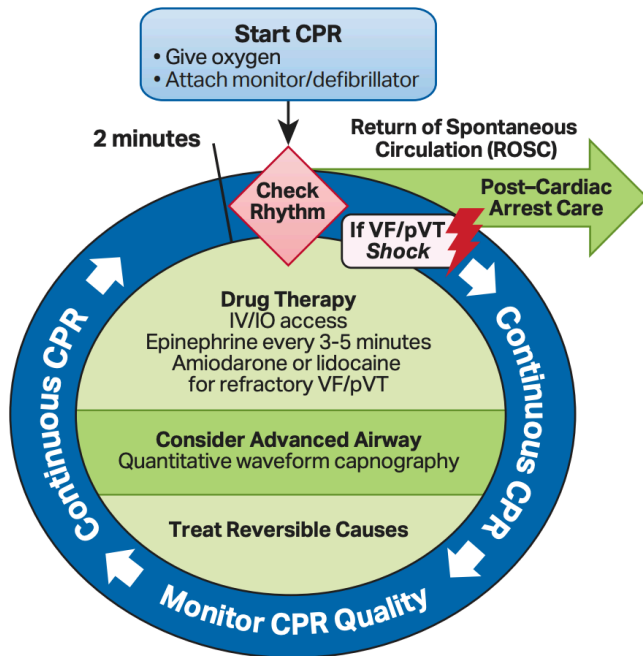 Start CPR
• Give oxygen
• Attach monitor/defibrillator
2 minutes
Return of Spontaneous
Circulation (ROSC)
Post–Cardiac
Arrest Care
Check
Rhythm
If VF/pVT
Shock
Drug Therapy
IV/IO access
Epinephrine every 3-5 minutes
Amiodarone or lidocaine
for refractory VF/pVT
Consider Advanced Airway
Quantitative waveform capnography
Treat Reversible Causes
Continuous CPR
Monitor CPR Quality
Continuous CPR